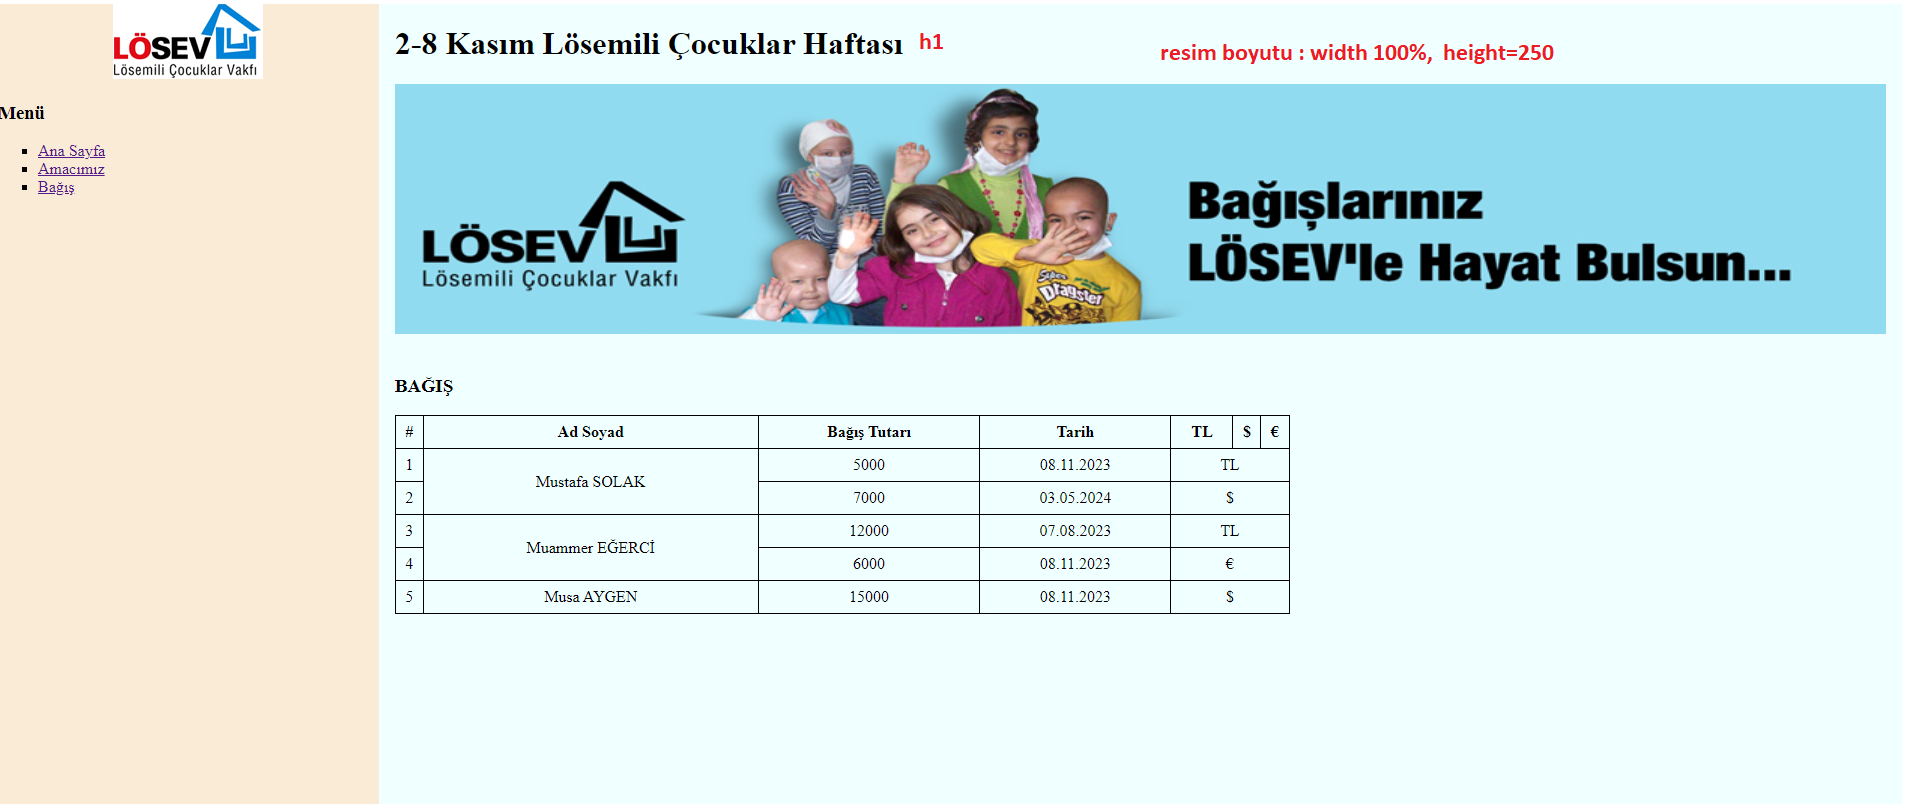 LÖSEV
Lösemili Çocuklar Vakfı
Menü
Ana Sayfa
Amacımız
Bağış
2-8 Kasım Lösemili Çocuklar Haftası h1
resim boyutu : width 100%, height=250
LÖSEV
Lösemili Çocuklar Vakfı
Super
Dragster
Bağışlarınız
LÖSEV'le Hayat Bulsun...
BAĞIŞ
# Ad Soyad Bağış Tutarı Tarih TL $ €
1 Mustafa SOLAK 5000 08.11.2023 TL
2 7000 03.05.2024 $
3 Muammer EĞERCİ 12000 07.08.2023 TL
4 6000 08.11.2023 €
5 Musa AYGEN 15000 08.11.2023 $